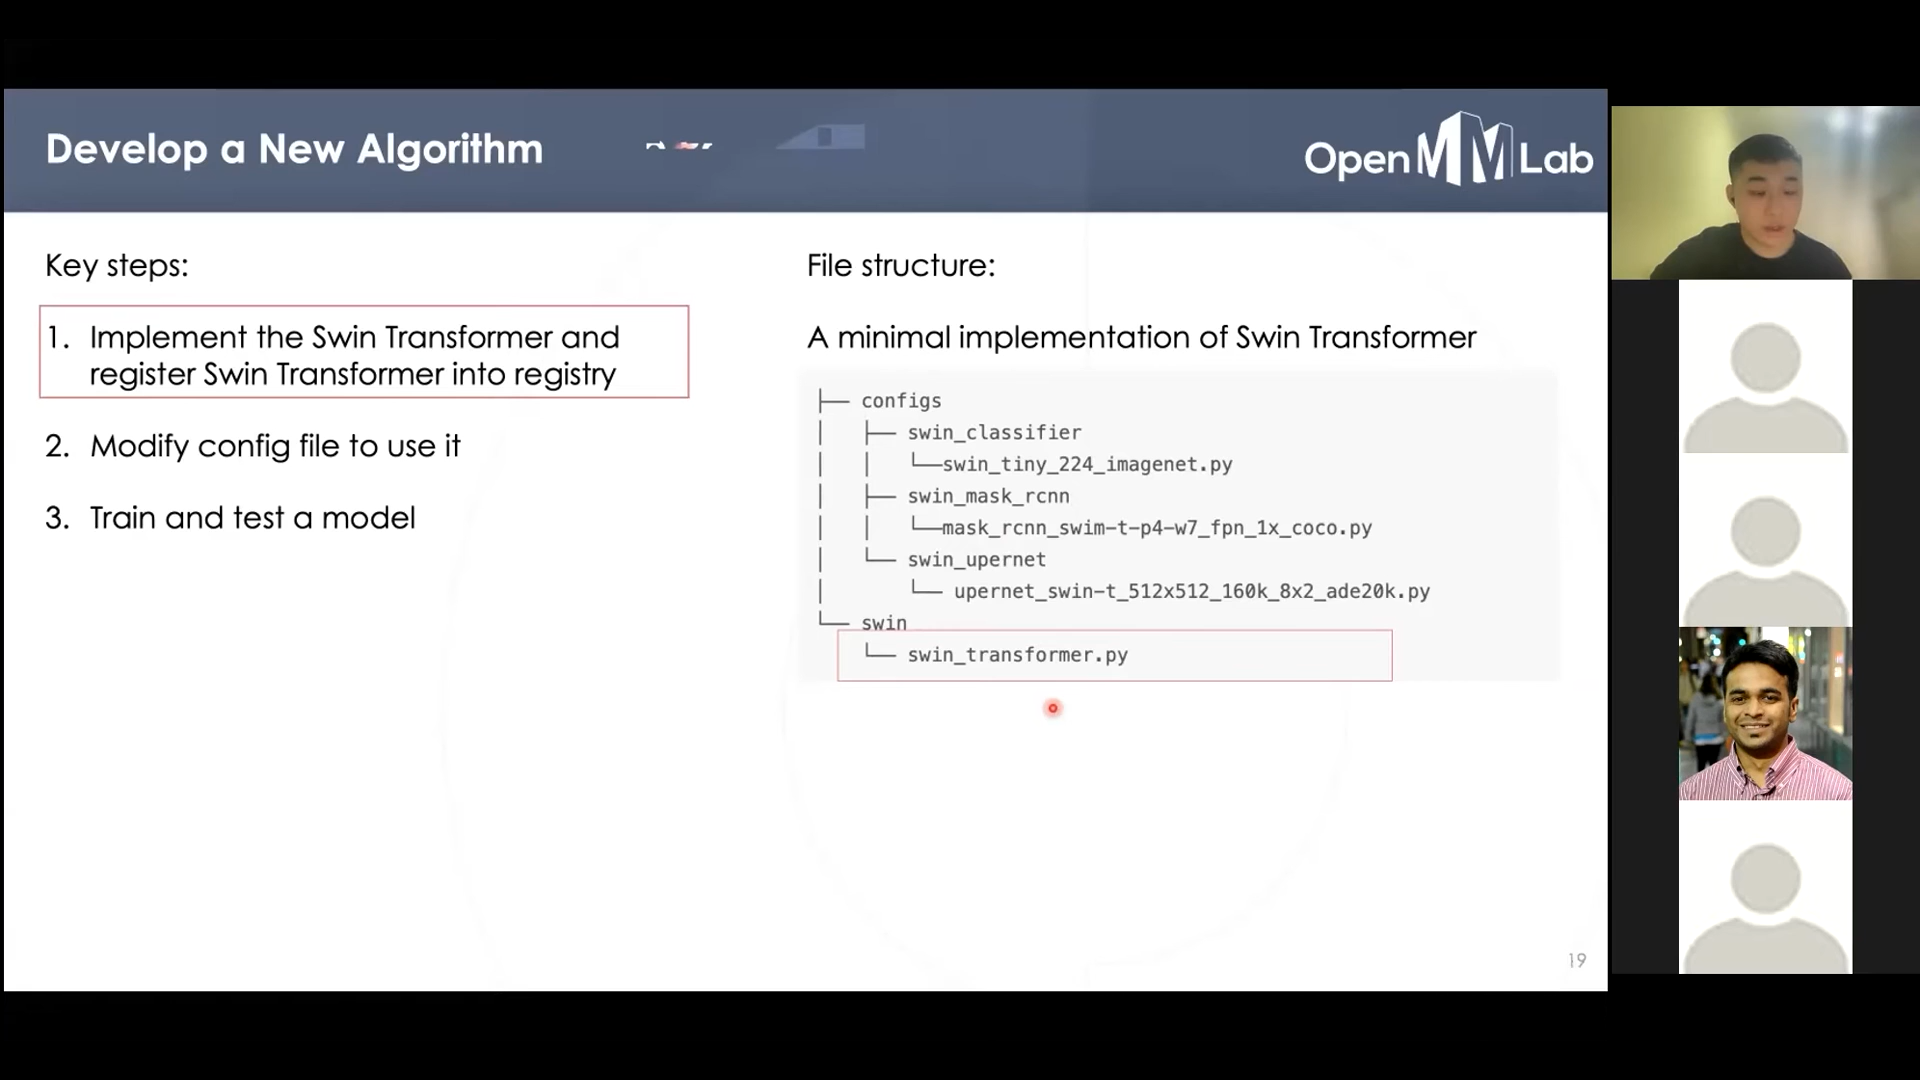 Develop a New Algorithm
OpenMMLab
Key steps:
1. Implement the Swin Transformer and
register Swin Transformer into registry
2. Modify config file to use it
3. Train and test a model
File structure:
A minimal implementation of Swin Transformer
├── configs
│   ├── swin_classifier
│   │   └──swin_tiny_224_imagenet.py
│   ├── swin_mask_rcnn
│   │   └──mask_rcnn_swim-t-p4-w7_fpn_1x_coco.py
│   └── swin_upernet
│       └── upernet_swin-t_512x512_160k_8x2_ade20k.py
└── swin
    └── swin_transformer.py
19